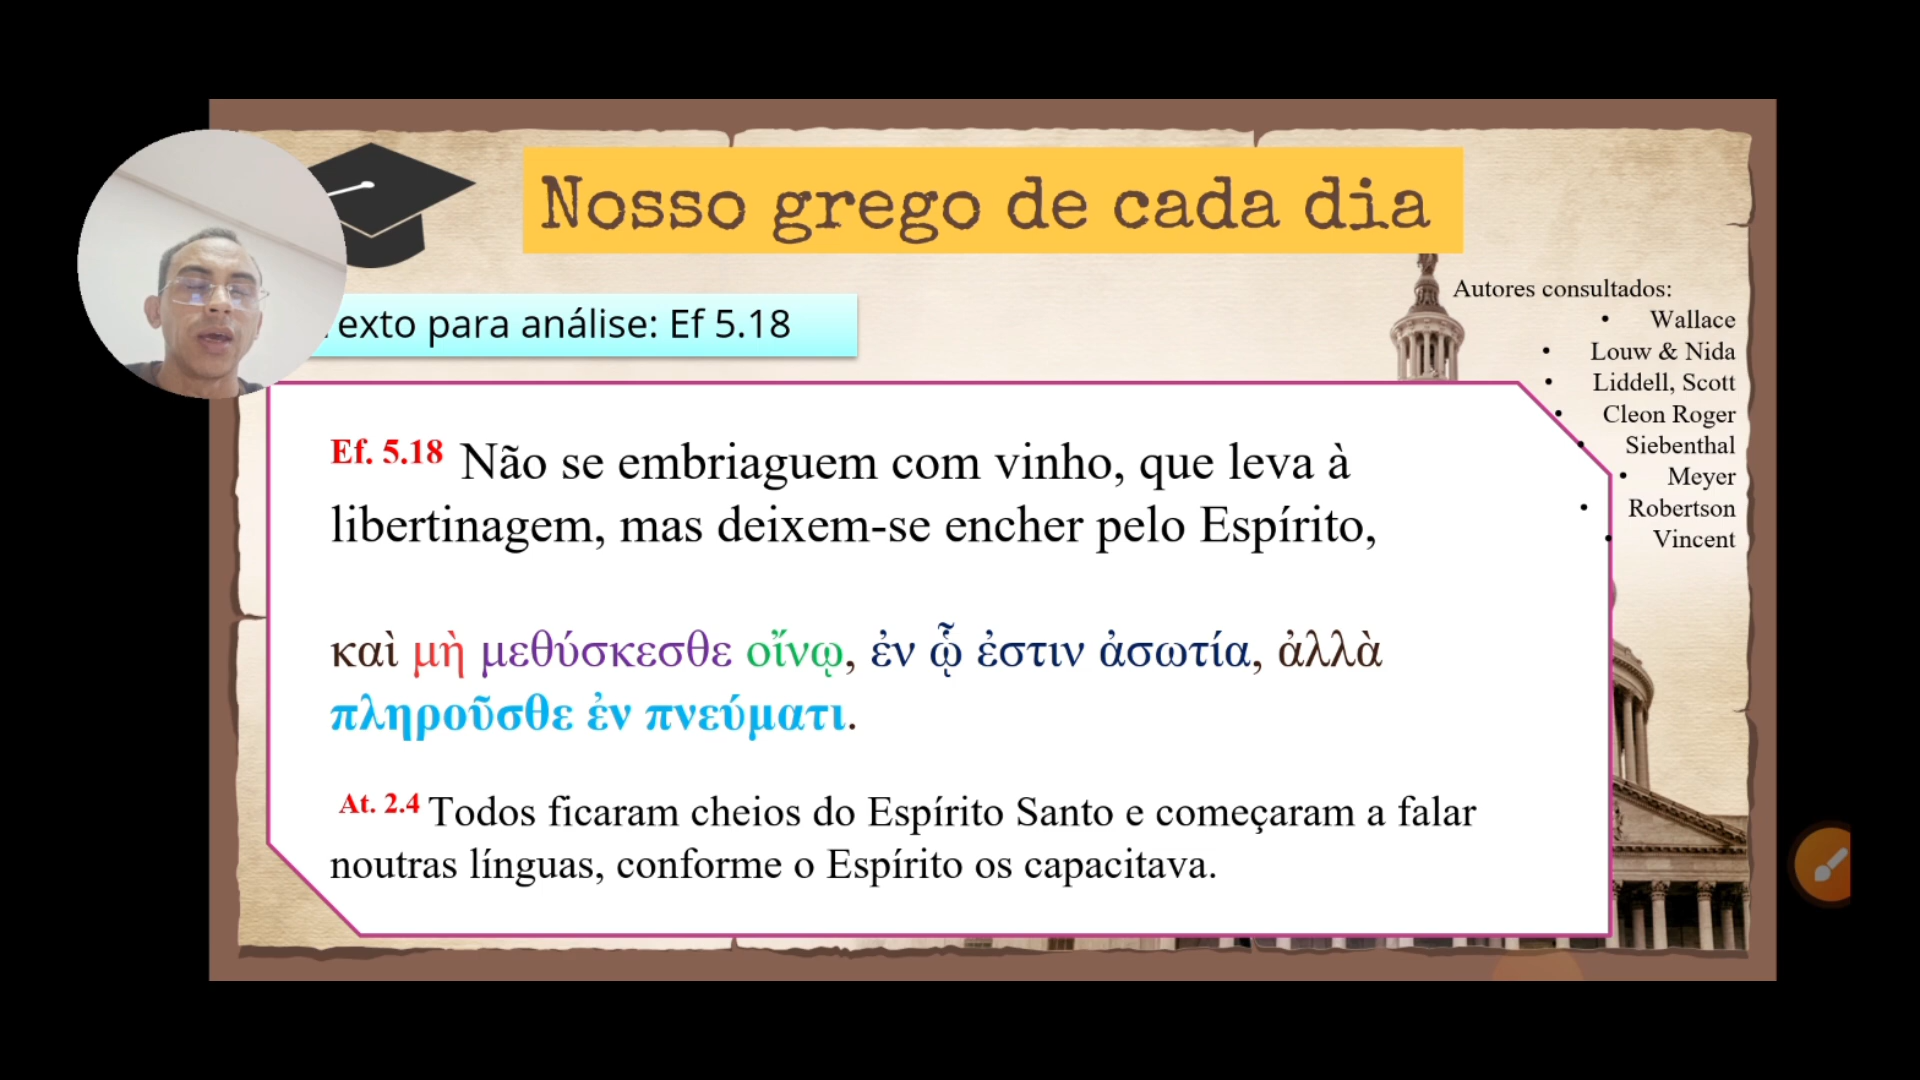 Nosso grego de cada dia
Texto para análise: Ef 5.18
Autores consultados:
• Wallace
• Louw & Nida
• Liddell, Scott
• Cleon Roger
• Siebenthal
• Meyer
• Robertson
• Vincent
Ef. 5.18 Não se embriaguem com vinho, que leva à
libertinagem, mas deixem-se encher pelo Espírito,
καὶ μὴ μεθύσκεσθε οἴνῳ, ἐν ᾧ ἐστιν ἀσωτία, ἀλλὰ
πληροῦσθε ἐν πνεύματι.
At. 2.4 Todos ficaram cheios do Espírito Santo e começaram a falar
noutras línguas, conforme o Espírito os capacitava.